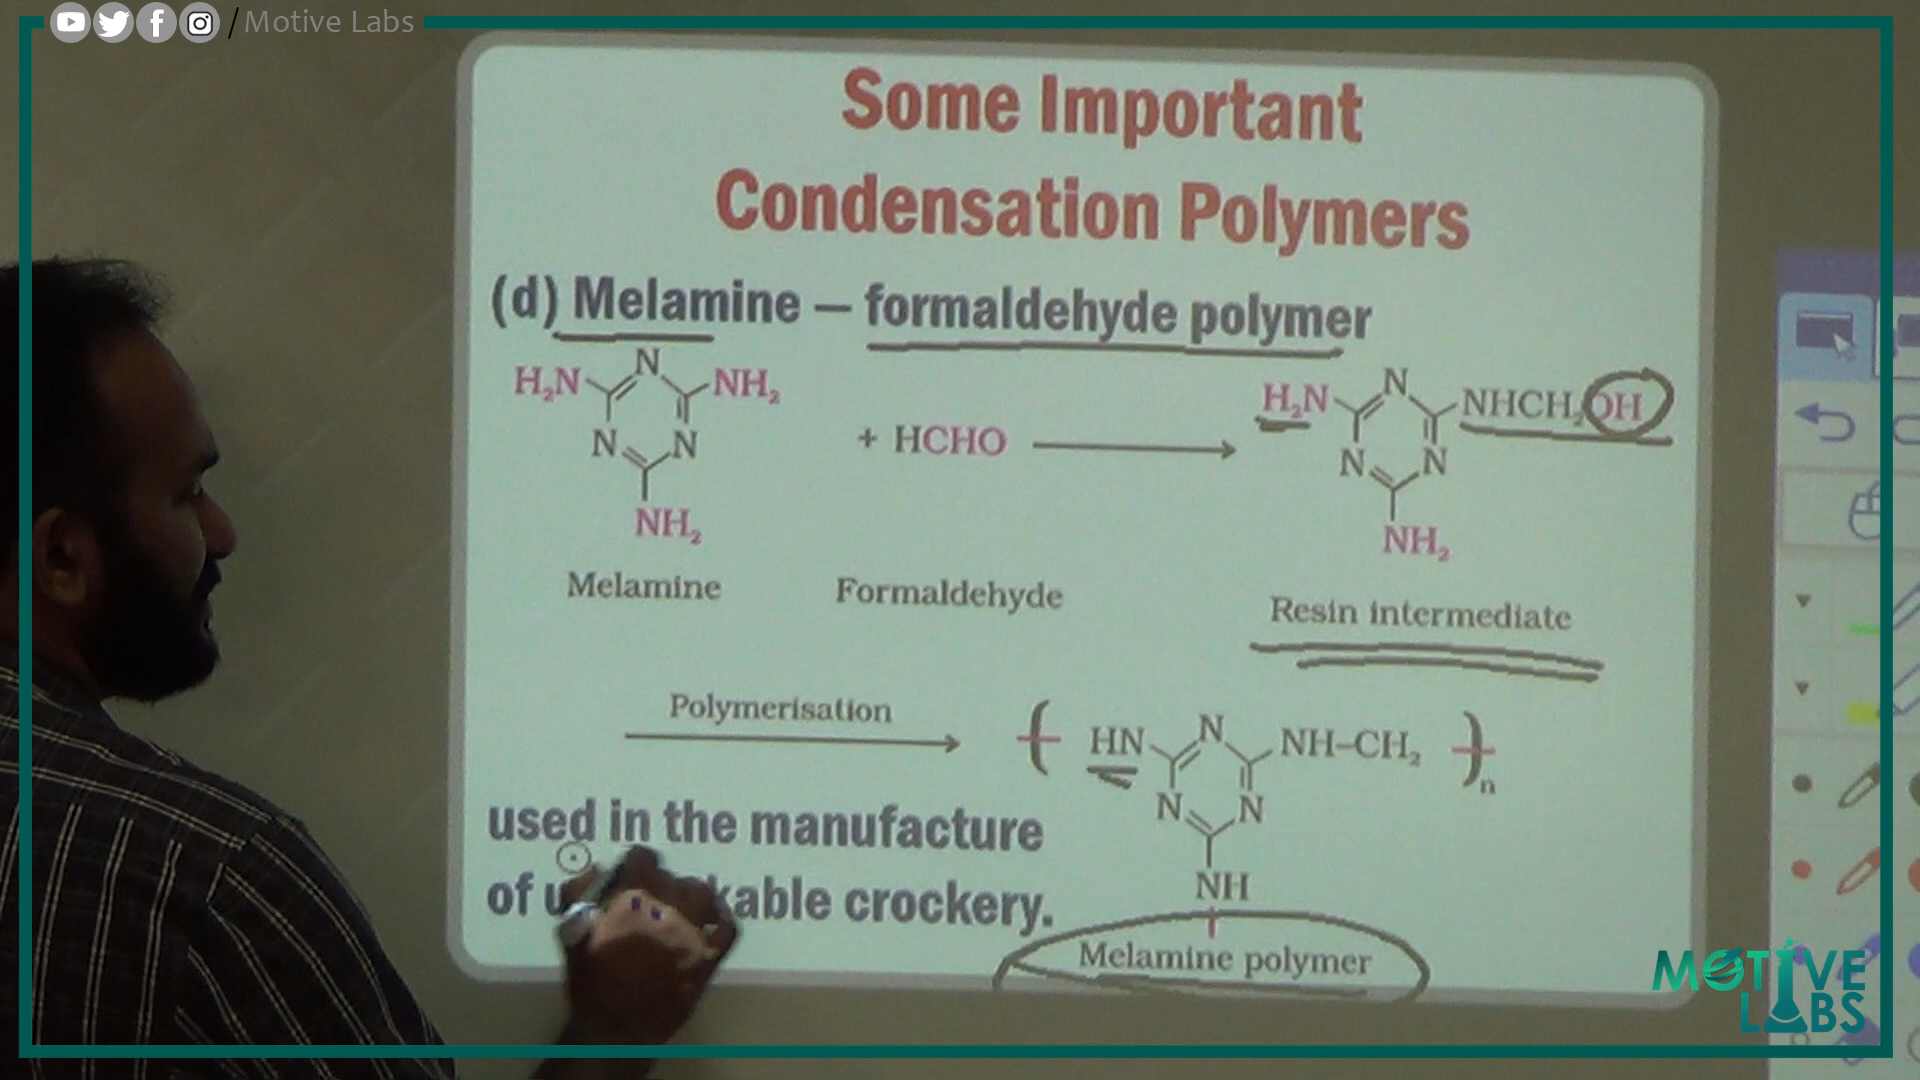 / Motive Labs
Some Important
Condensation Polymers
(d) Melamine – formaldehyde polymer
H₂N N NH₂
N N
NH₂
+ HCHO
H₂N N NHCH₂OH
N N
NH₂
Melamine
Formaldehyde
Resin intermediate
Polymerisation
HN N NH–CH₂
N N
NH
n
used in the manufacture
of able crockery.
Melamine polymer
MOTIVE
LABS